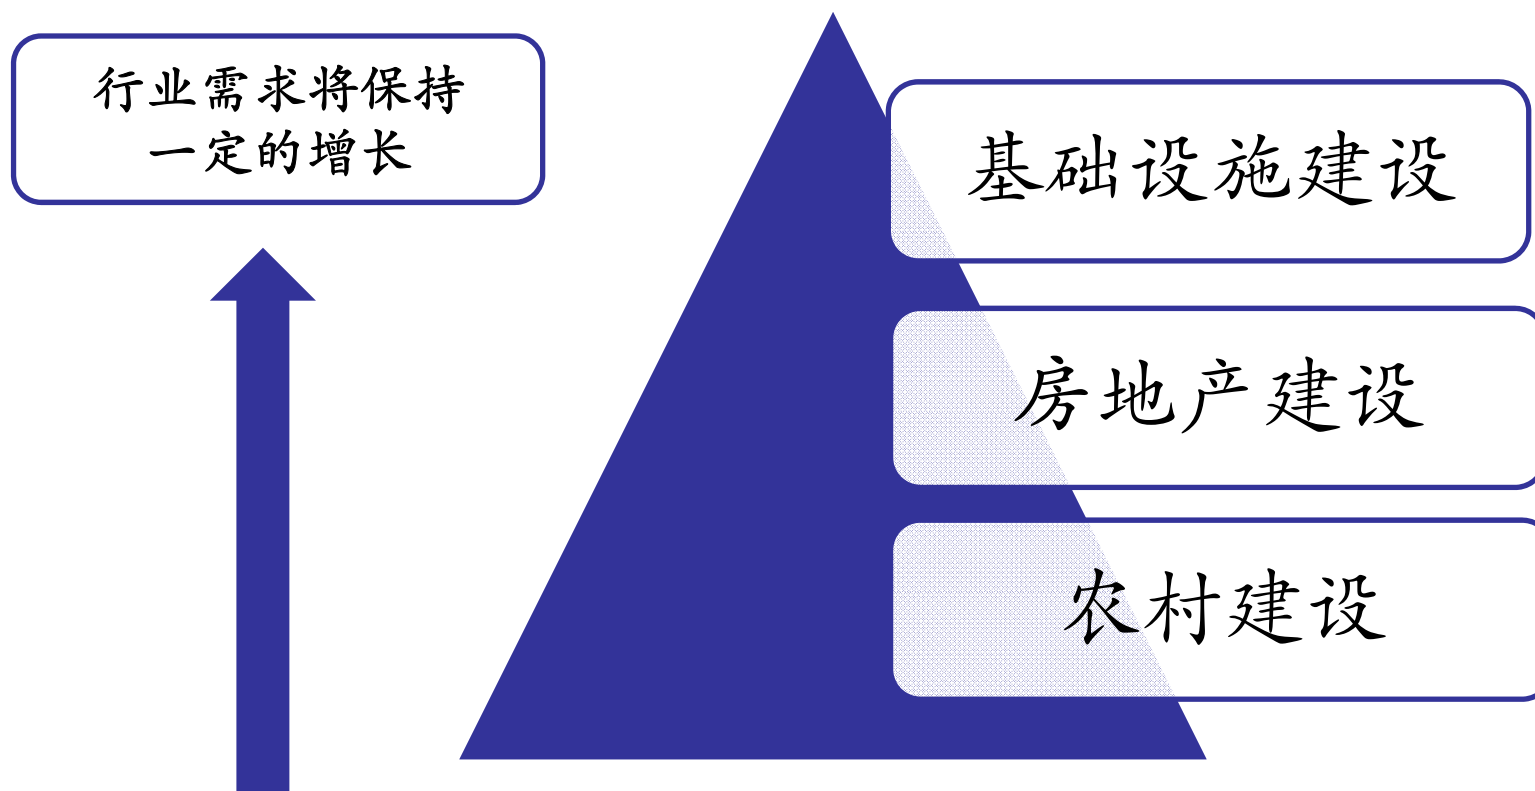 行业需求将保持
一定的增长
基础设施建设
房地产建设
农村建设